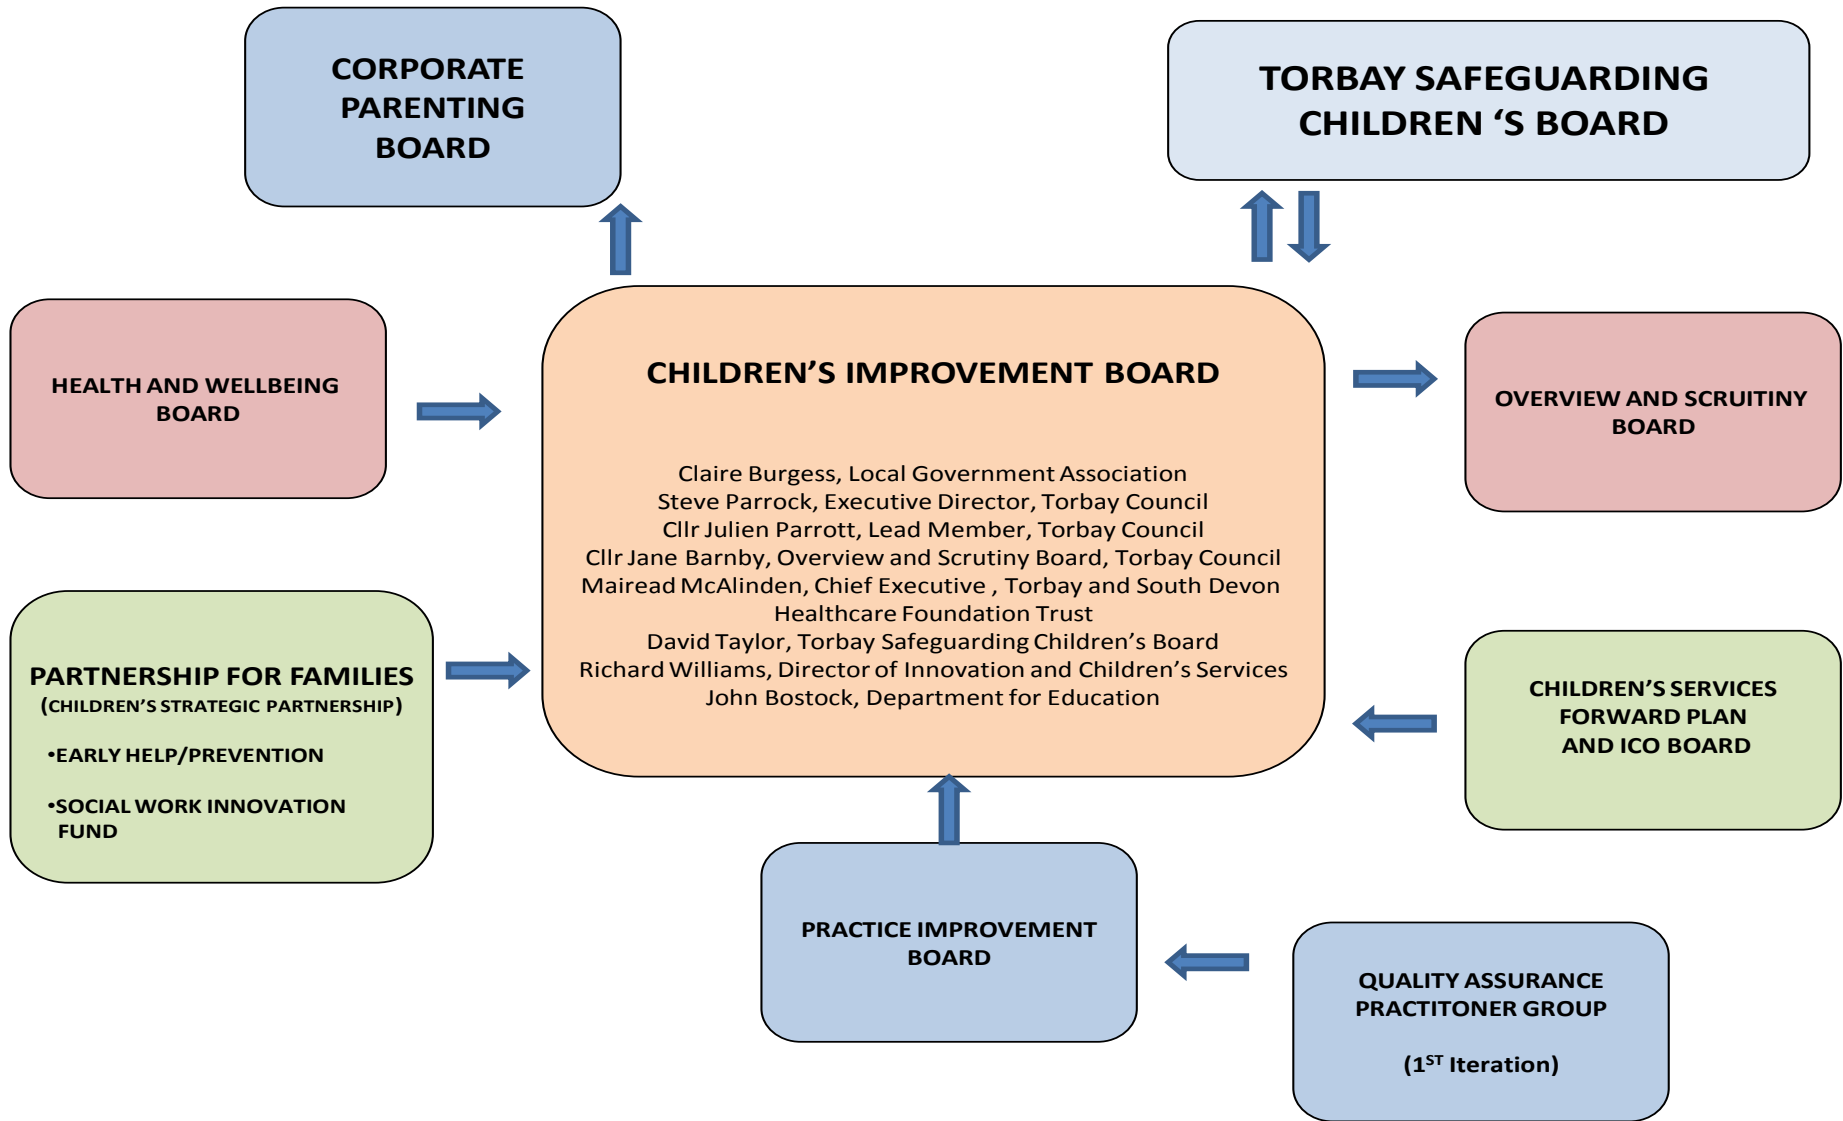 CORPORATE
PARENTING
BOARD
TORBAY SAFEGUARDING
CHILDREN ‘S BOARD
HEALTH AND WELLBEING
BOARD
CHILDREN’S IMPROVEMENT BOARD
Claire Burgess, Local Government Association
Steve Parrock, Executive Director, Torbay Council
Cllr Julien Parrott, Lead Member, Torbay Council
Cllr Jane Barnby, Overview and Scrutiny Board, Torbay Council
Mairead McAlinden, Chief Executive , Torbay and South Devon
Healthcare Foundation Trust
David Taylor, Torbay Safeguarding Children’s Board
Richard Williams, Director of Innovation and Children’s Services
John Bostock, Department for Education
OVERVIEW AND SCRUITINY
BOARD
PARTNERSHIP FOR FAMILIES
(CHILDREN’S STRATEGIC PARTNERSHIP)
•EARLY HELP/PREVENTION
•SOCIAL WORK INNOVATION
FUND
CHILDREN’S SERVICES
FORWARD PLAN
AND ICO BOARD
PRACTICE IMPROVEMENT
BOARD
QUALITY ASSURANCE
PRACTITONER GROUP
(1ST Iteration)